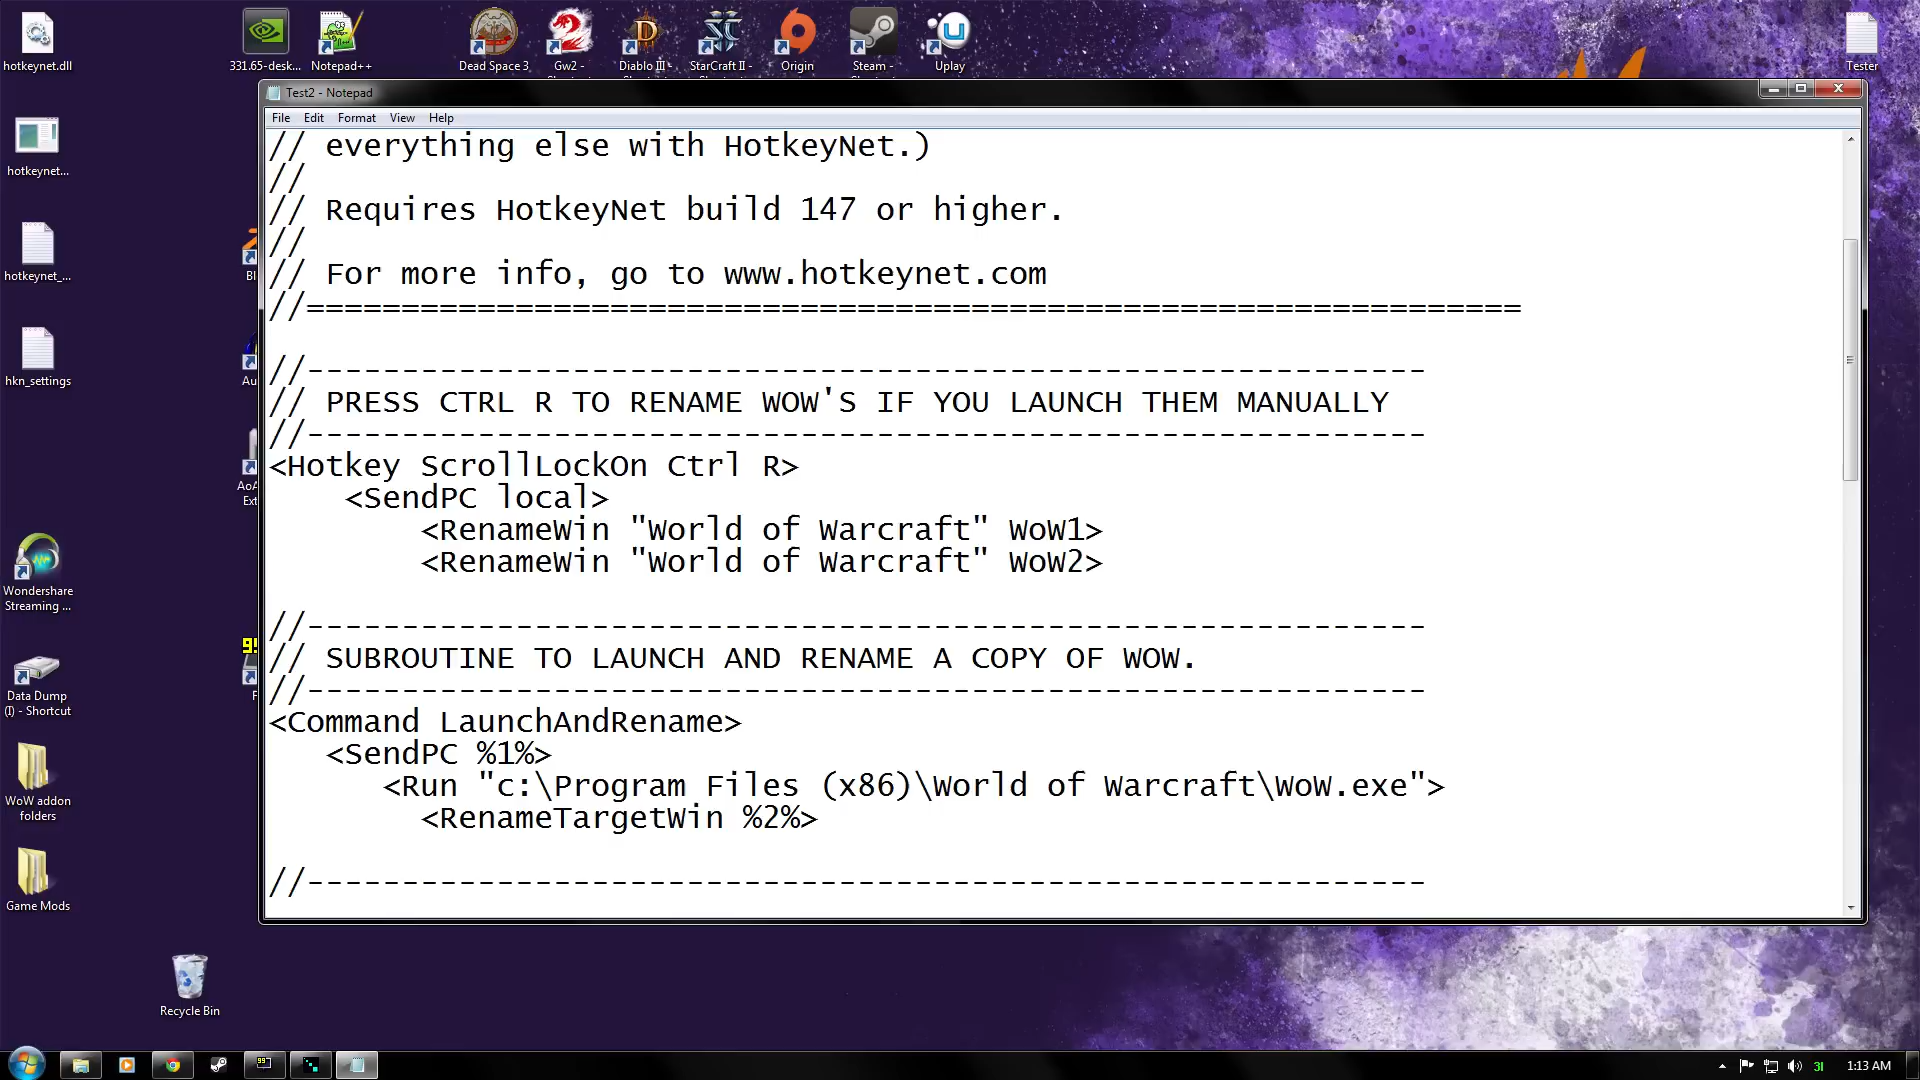 hotkeynet.dll
331.65-desk...
Notepad++
Dead Space 3
Gw2 -
Diablo III -
StarCraft II -
Origin
Steam -
Uplay
Tester
Test2 - Notepad
File Edit Format View Help
// everything else with HotkeyNet.)
//
// Requires HotkeyNet build 147 or higher.
//
// For more info, go to www.hotkeynet.com
//================================================================
//-----------------------------------------------------------
// PRESS CTRL R TO RENAME WOW'S IF YOU LAUNCH THEM MANUALLY
//-----------------------------------------------------------
<Hotkey ScrollLockOn Ctrl R>
<SendPC local>
<RenameWin "World of Warcraft" WoW1>
<RenameWin "World of Warcraft" WoW2>
//-----------------------------------------------------------
// SUBROUTINE TO LAUNCH AND RENAME A COPY OF WOW.
//-----------------------------------------------------------
<Command LaunchAndRename>
<SendPC %1%>
<Run "c:\Program Files (x86)\World of Warcraft\WoW.exe">
<RenameTargetWin %2%>
//-----------------------------------------------------------
hotkeynet...
hotkeynet_...
hkn_settings
Wondershare
Streaming ...
Data Dump
(I) - Shortcut
WoW addon
folders
Game Mods
Recycle Bin
99
31
1:13 AM